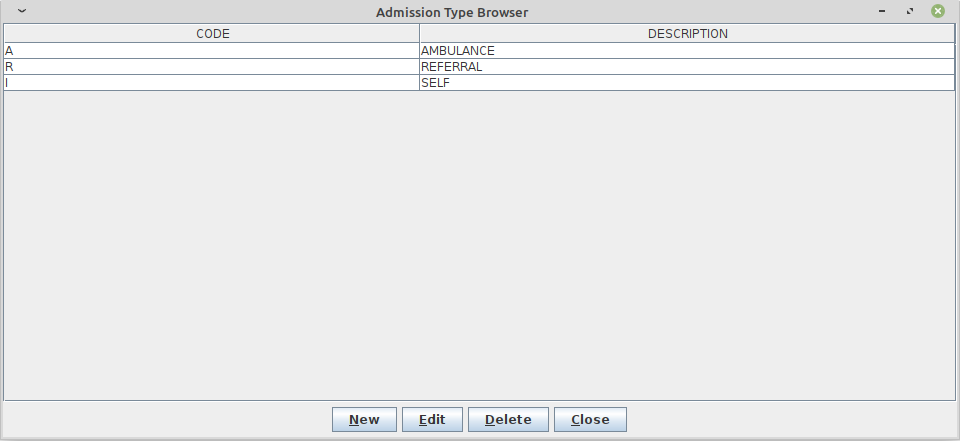 Admission Type Browser
CODE DESCRIPTION
A AMBULANCE
R REFERRAL
I SELF
New Edit Delete Close